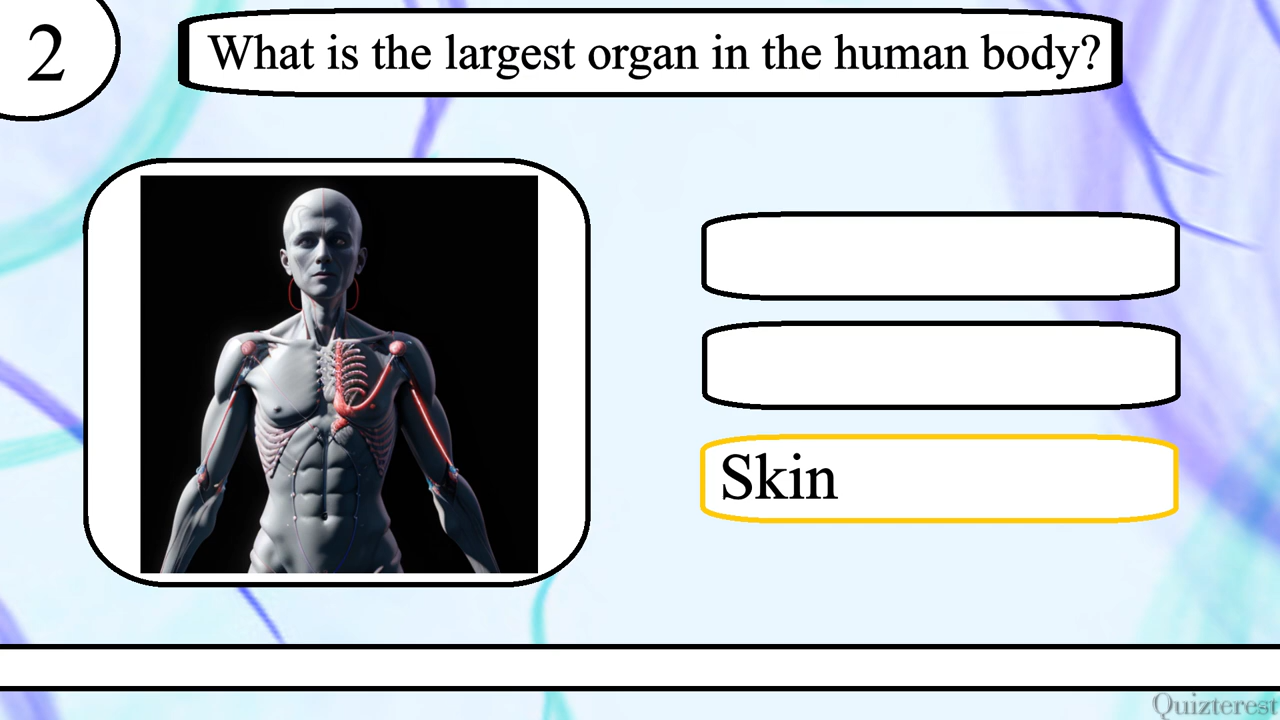 2
What is the largest organ in the human body?
Skin
Quizterest